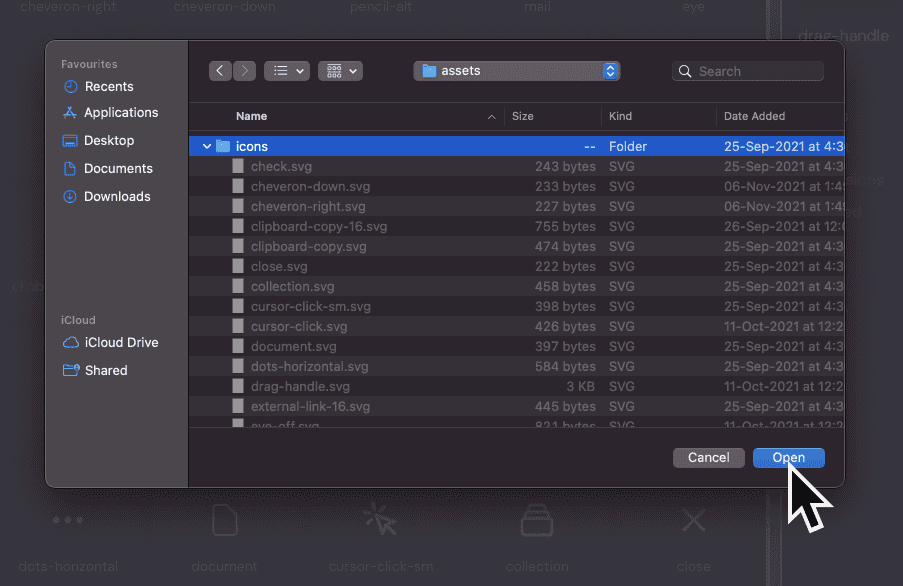 cheveron-right cheveron-down pencil-alt mail eye
drag-handle
Favourites
Recents
Applications
Desktop
Documents
Downloads
iCloud
iCloud Drive
Shared
assets
Search
Name Size Kind Date Added
icons -- Folder 25-Sep-2021 at 4:3
check.svg 243 bytes SVG 25-Sep-2021 at 4:3
cheveron-down.svg 233 bytes SVG 06-Nov-2021 at 1:49
cheveron-right.svg 227 bytes SVG 06-Nov-2021 at 1:49
clipboard-copy-16.svg 755 bytes SVG 26-Sep-2021 at 12:0
clipboard-copy.svg 474 bytes SVG 25-Sep-2021 at 4:3
close.svg 222 bytes SVG 25-Sep-2021 at 4:3
collection.svg 458 bytes SVG 25-Sep-2021 at 4:3
cursor-click-sm.svg 398 bytes SVG 25-Sep-2021 at 4:3
cursor-click.svg 426 bytes SVG 11-Oct-2021 at 12:2
document.svg 397 bytes SVG 25-Sep-2021 at 4:3
dots-horizontal.svg 584 bytes SVG 25-Sep-2021 at 4:3
drag-handle.svg 3 KB SVG 11-Oct-2021 at 12:2
external-link-16.svg 445 bytes SVG 25-Sep-2021 at 4:3
eye-off.svg 821 bytes SVG 11-Oct-2021 at 12:2
Cancel Open
dots-horizontal document cursor-click-sm collection close